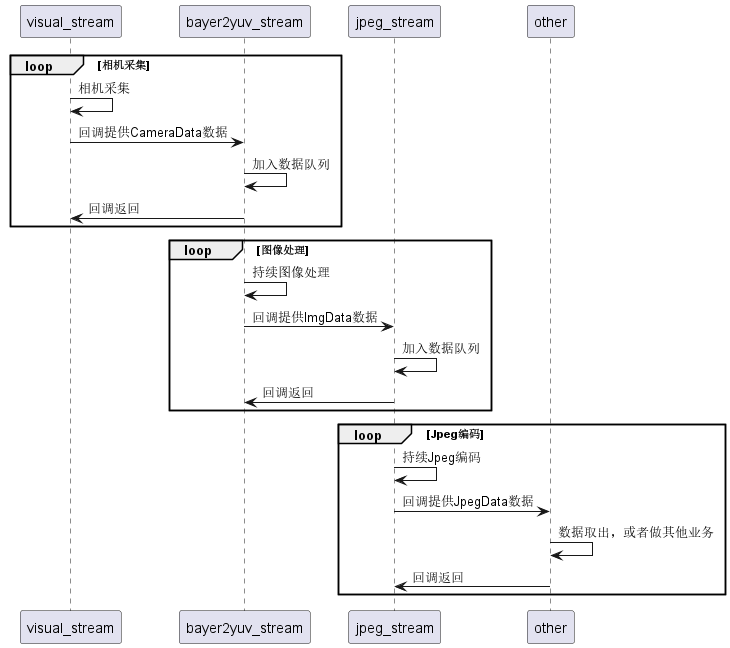 visual_stream
bayer2yuv_stream
jpeg_stream
other
loop
[相机采集]
相机采集
回调提供CameraData数据
加入数据队列
回调返回
loop
[图像处理]
持续图像处理
回调提供ImgData数据
加入数据队列
回调返回
loop
[Jpeg编码]
持续Jpeg编码
回调提供JpegData数据
数据取出，或者做其他业务
回调返回
visual_stream
bayer2yuv_stream
jpeg_stream
other